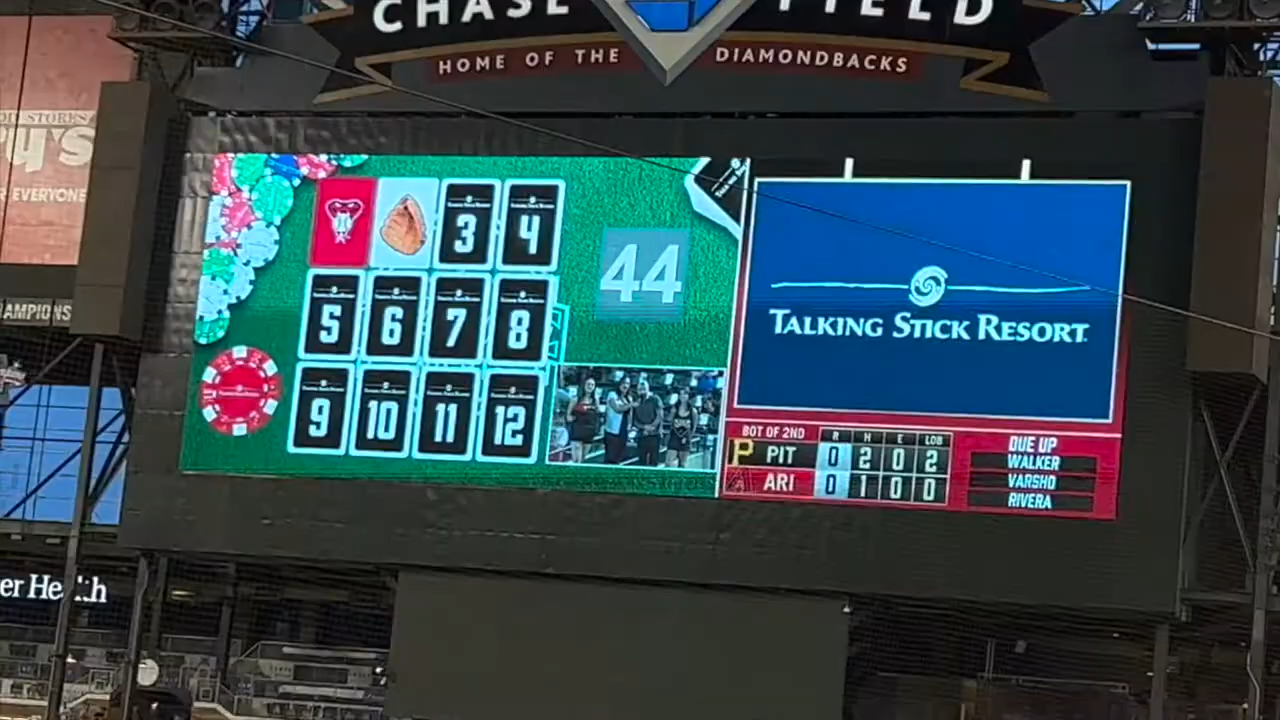 CHASE FIELD
HOME OF THE DIAMONDBACKS
EVERYONE
3 4
5 6 7 8
9 10 11 12
44
TALKING STICK RESORT
BOT OF 2ND
R H E LOB
P PIT 0 2 0 2
ARI 0 1 0 0
DUE UP
WALKER
VARSHO
RIVERA